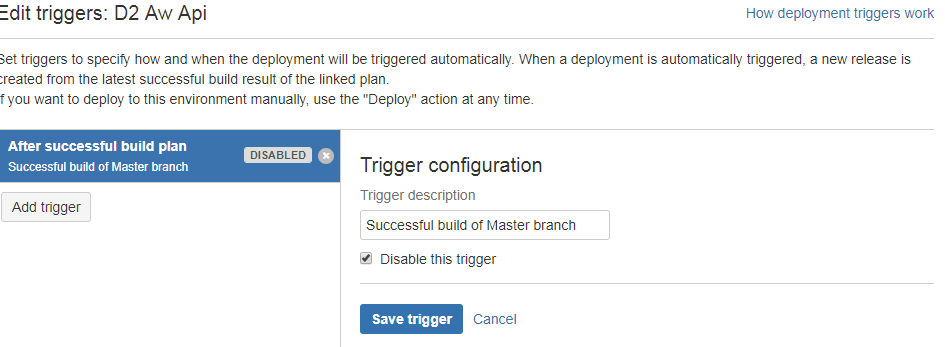 Edit triggers: D2 Aw Api
How deployment triggers work
Set triggers to specify how and when the deployment will be triggered automatically. When a deployment is automatically triggered, a new release is
created from the latest successful build result of the linked plan.
If you want to deploy to this environment manually, use the "Deploy" action at any time.
After successful build plan
DISABLED
Successful build of Master branch
Add trigger
Trigger configuration
Trigger description
Successful build of Master branch
Disable this trigger
Save trigger
Cancel